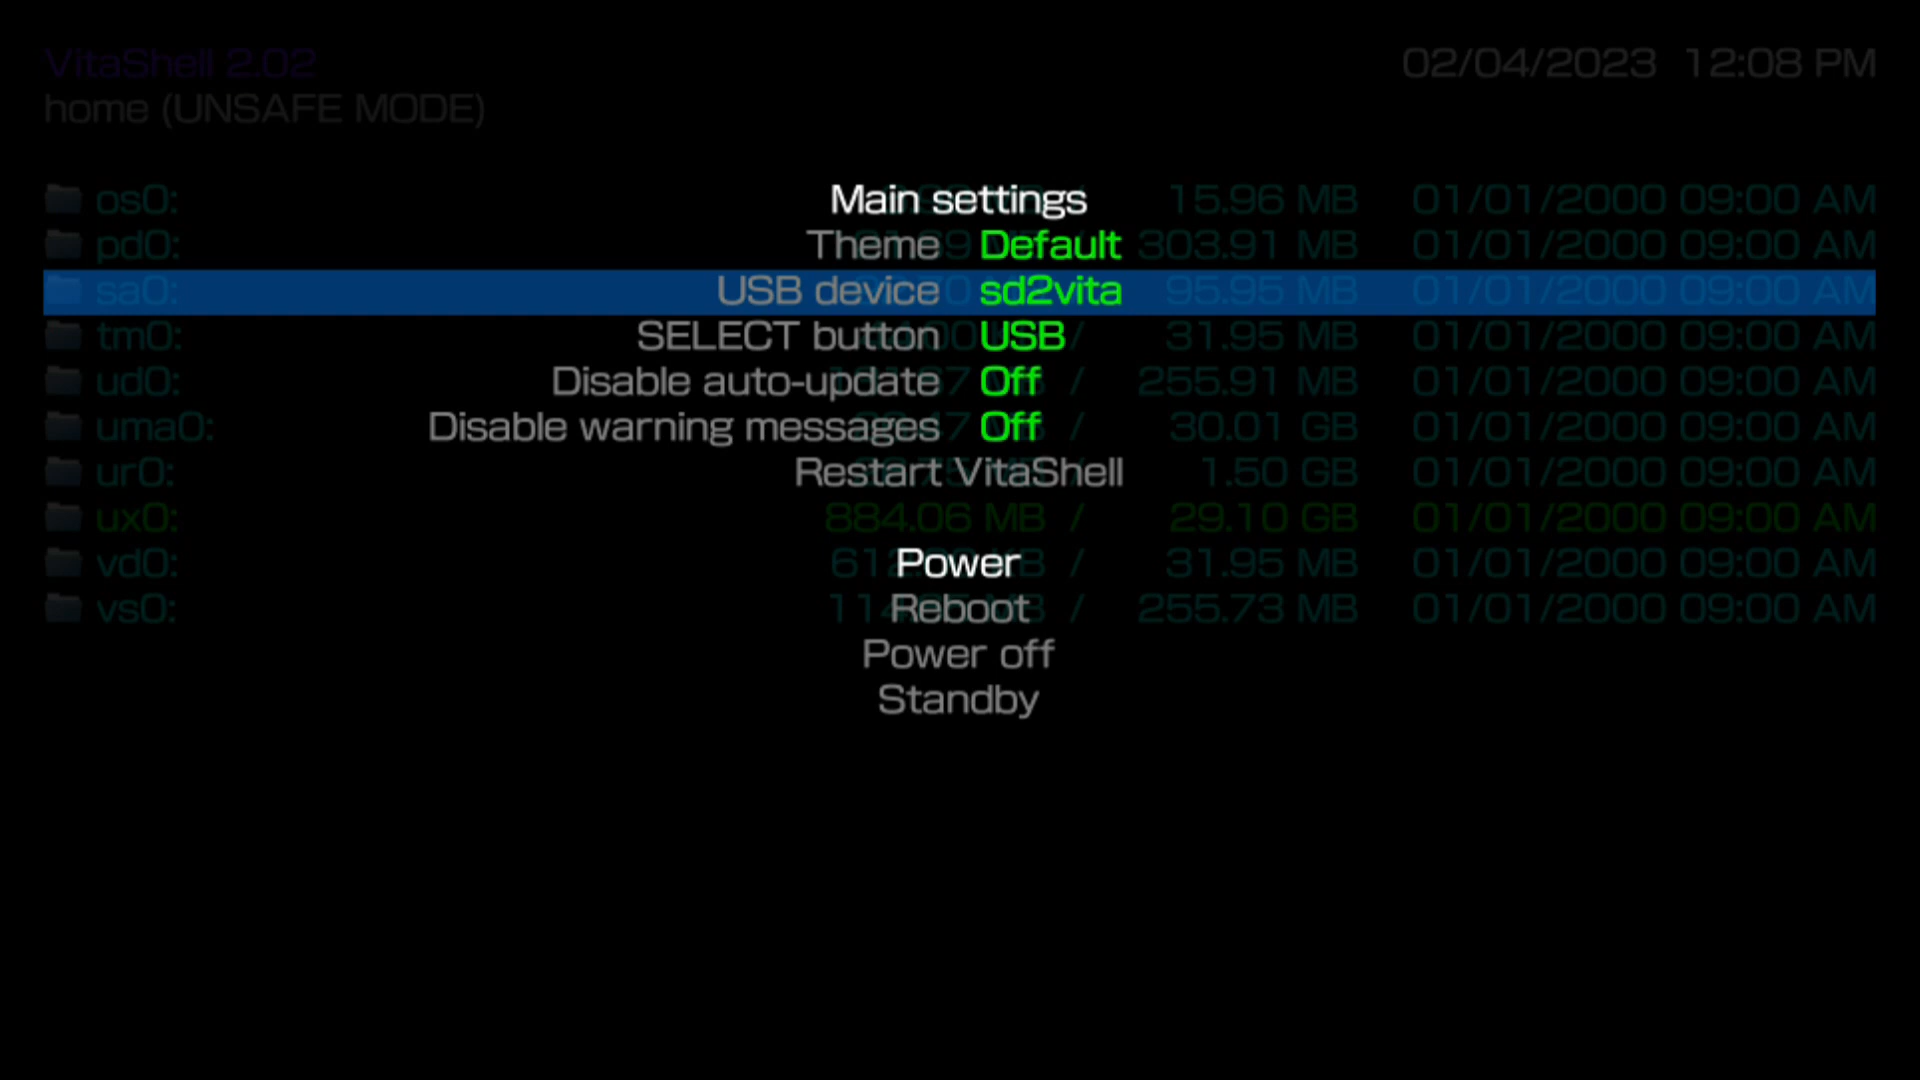 VitaShell 2.02 02/04/2023 12:08 PM
home (UNSAFE MODE)
os0: Main settings 15.96 MB 01/01/2000 09:00 AM
pd0: Theme Default 303.91 MB 01/01/2000 09:00 AM
sa0: USB device sd2vita 95.95 MB 01/01/2000 09:00 AM
tm0: SELECT button USB / 31.95 MB 01/01/2000 09:00 AM
ud0: Disable auto-update Off / 255.91 MB 01/01/2000 09:00 AM
uma0: Disable warning messages Off / 30.01 GB 01/01/2000 09:00 AM
ur0: Restart VitaShell 1.50 GB 01/01/2000 09:00 AM
ux0: 884.06 MB / 29.10 GB 01/01/2000 09:00 AM
vd0: Power / 31.95 MB 01/01/2000 09:00 AM
vs0: Reboot / 255.73 MB 01/01/2000 09:00 AM
Power off
Standby